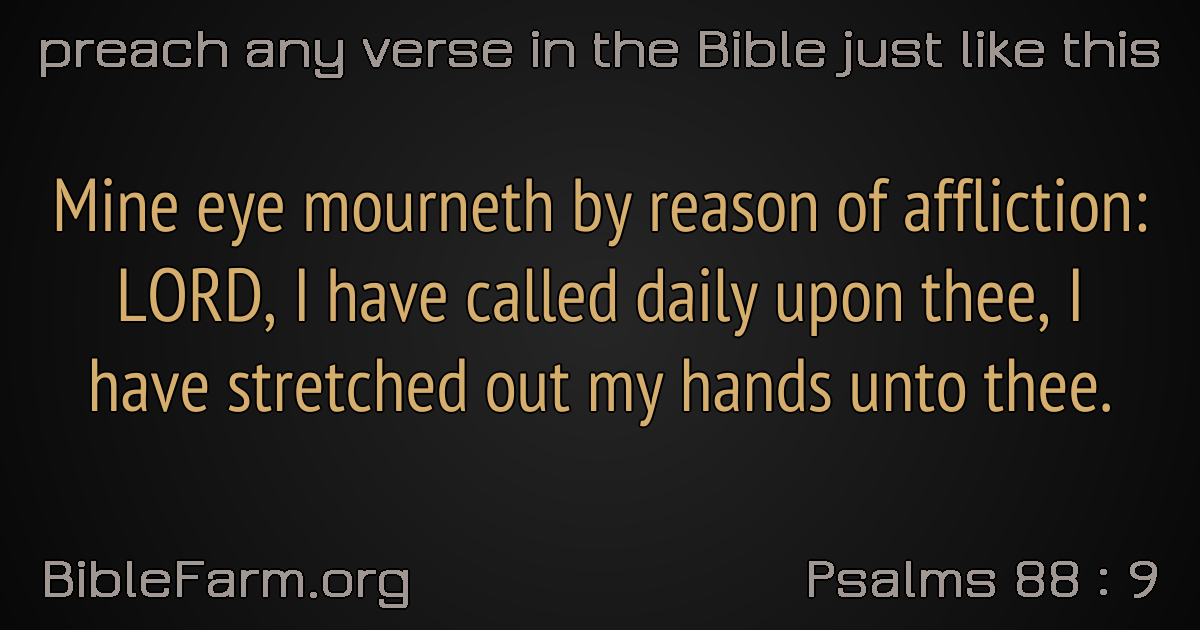 preach any verse in the Bible just like this
Mine eye mourneth by reason of affliction:
LORD, I have called daily upon thee, I
have stretched out my hands unto thee.
BibleFarm.org
Psalms 88 : 9